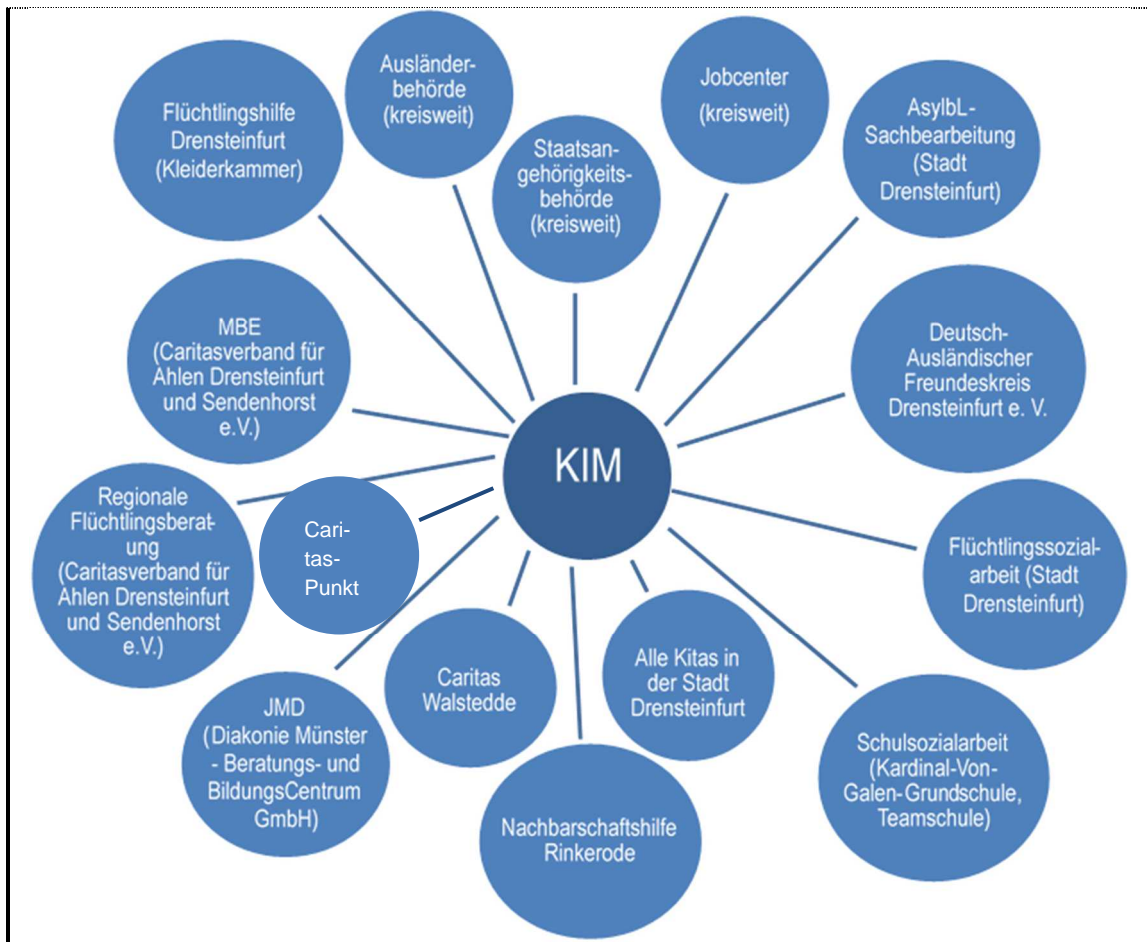 Flüchtlingshilfe
Drensteinfurt
(Kleiderkammer)
Ausländer-
behörde
(kreisweit)
Staatsan-
gehörigkeits-
behörde
(kreisweit)
Jobcenter
(kreisweit)
AsylbL-
Sachbearbeitung
(Stadt
Drensteinfurt)
MBE
(Caritasverband für
Ahlen Drensteinfurt
und Sendenhorst
e.V.)
Deutsch-
Ausländischer
Freundeskreis
Drensteinfurt e. V.
KIM
Regionale
Flüchtlingsberat-
ung
(Caritasverband für
Ahlen Drensteinfurt
und Sendenhorst
e.V.)
Cari-
tas-
Punkt
Flüchtlingssozial-
arbeit (Stadt
Drensteinfurt)
JMD
(Diakonie Münster
- Beratungs- und
BildungsCentrum
GmbH)
Caritas
Walstedde
Alle Kitas in
der Stadt
Drensteinfurt
Schulsozialarbeit
(Kardinal-Von-
Galen-Grundschule,
Teamschule)
Nachbarschaftshilfe
Rinkerode